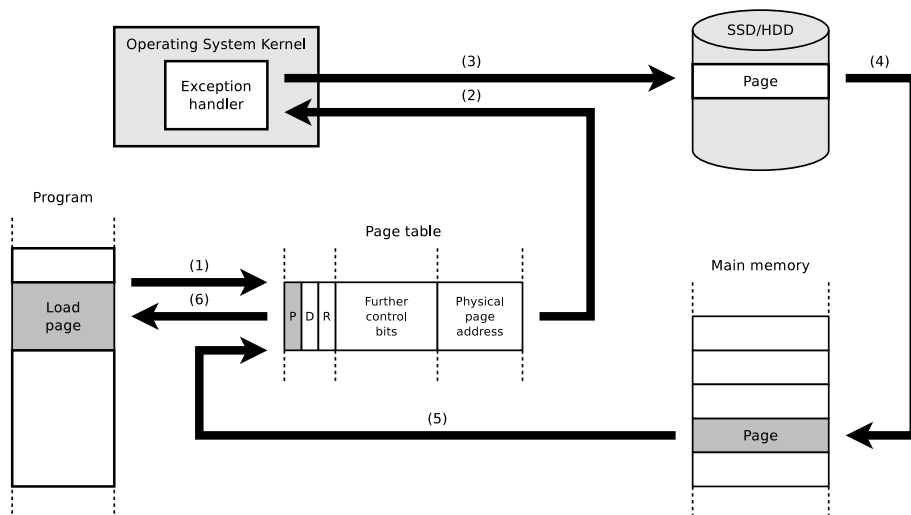 Operating System Kernel
Exception
handler
SSD/HDD
Page
(3)
(2)
(4)
Program
Load
page
(1)
(6)
Page table
P
D
R
Further
control
bits
Physical
page
address
Main memory
Page
(5)